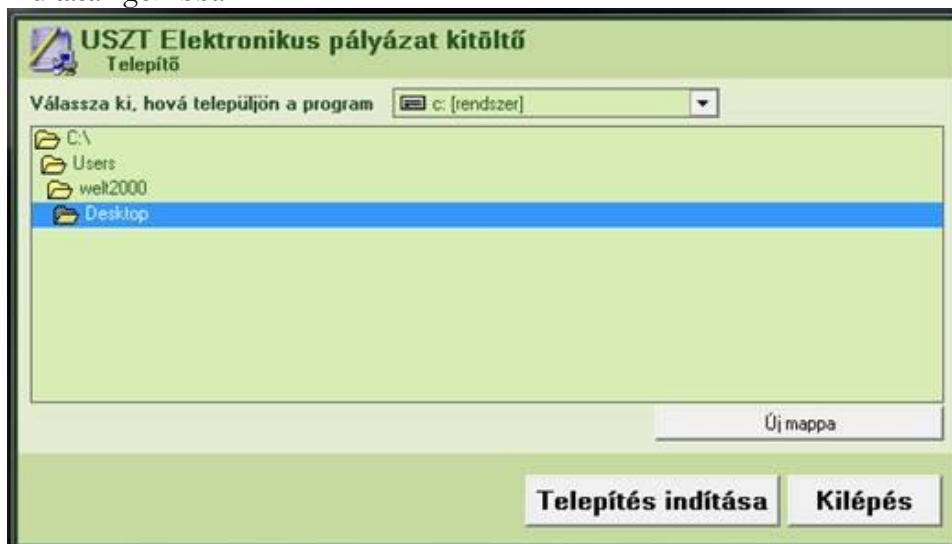 USZT Elektronikus pályázat kitöltő
Telepítő
Válassza ki, hová települjön a program c: [rendszer]
C:\
Users
welt2000
Desktop
Új mappa
Telepítés indítása Kilépés